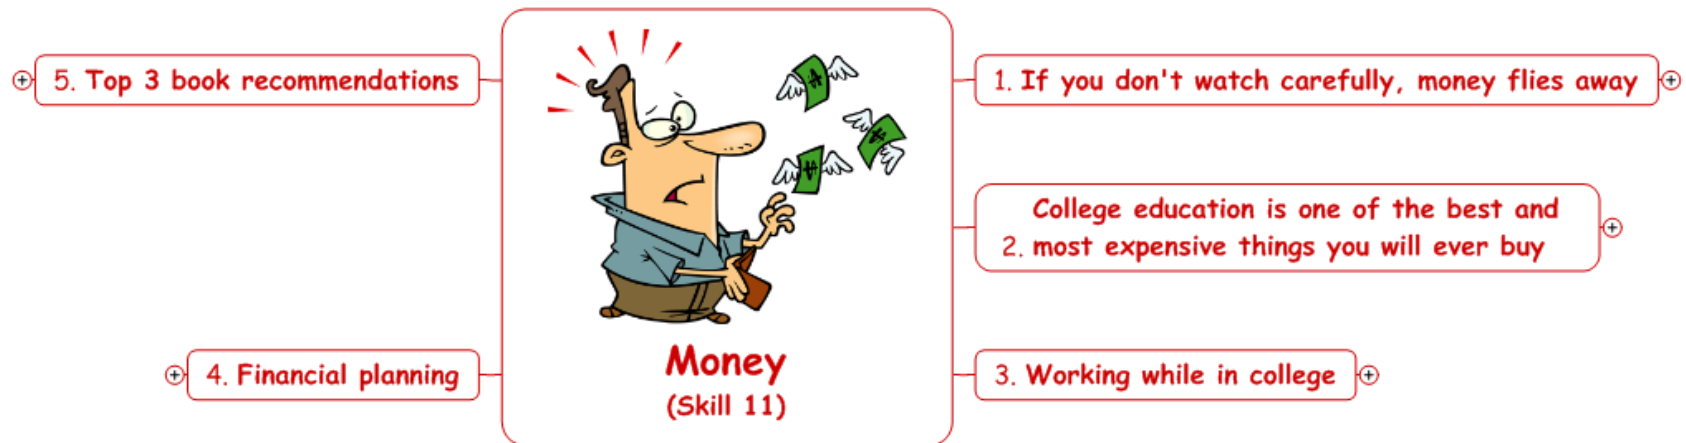 5. Top 3 book recommendations
1. If you don't watch carefully, money flies away
College education is one of the best and
2. most expensive things you will ever buy
4. Financial planning
Money
(Skill 11)
3. Working while in college